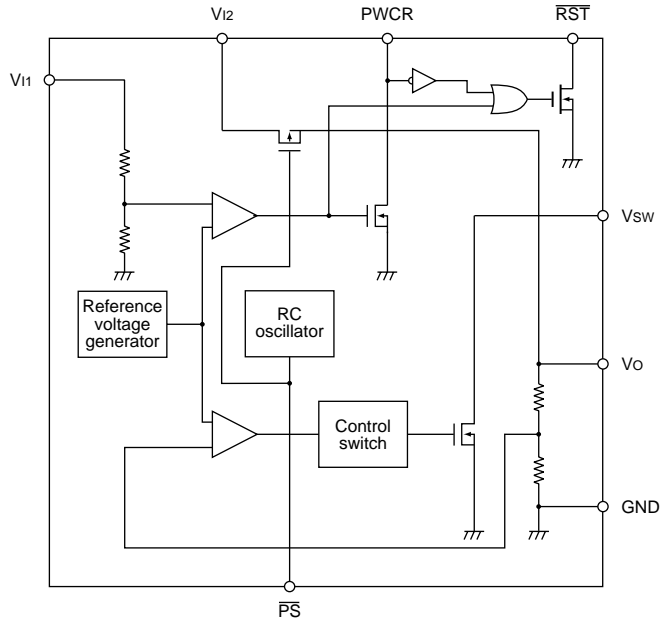 VI2
PWCR
RST
VI1
VSW
Reference
voltage
generator
RC
oscillator
VO
Control
switch
GND
PS